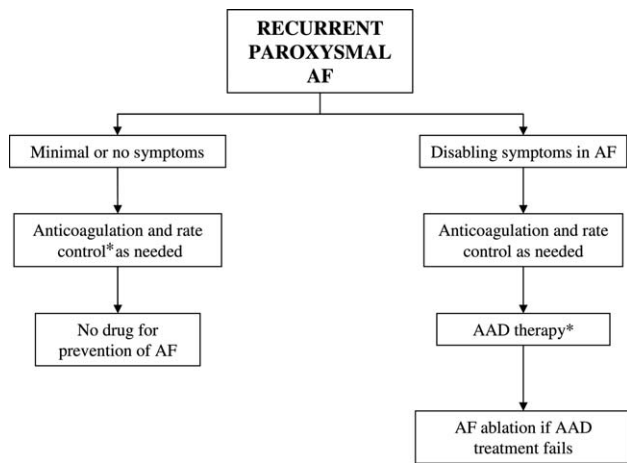 RECURRENT
PAROXYSMAL
AF
Minimal or no symptoms
Disabling symptoms in AF
Anticoagulation and rate
control* as needed
Anticoagulation and rate
control as needed
No drug for
prevention of AF
AAD therapy*
AF ablation if AAD
treatment fails